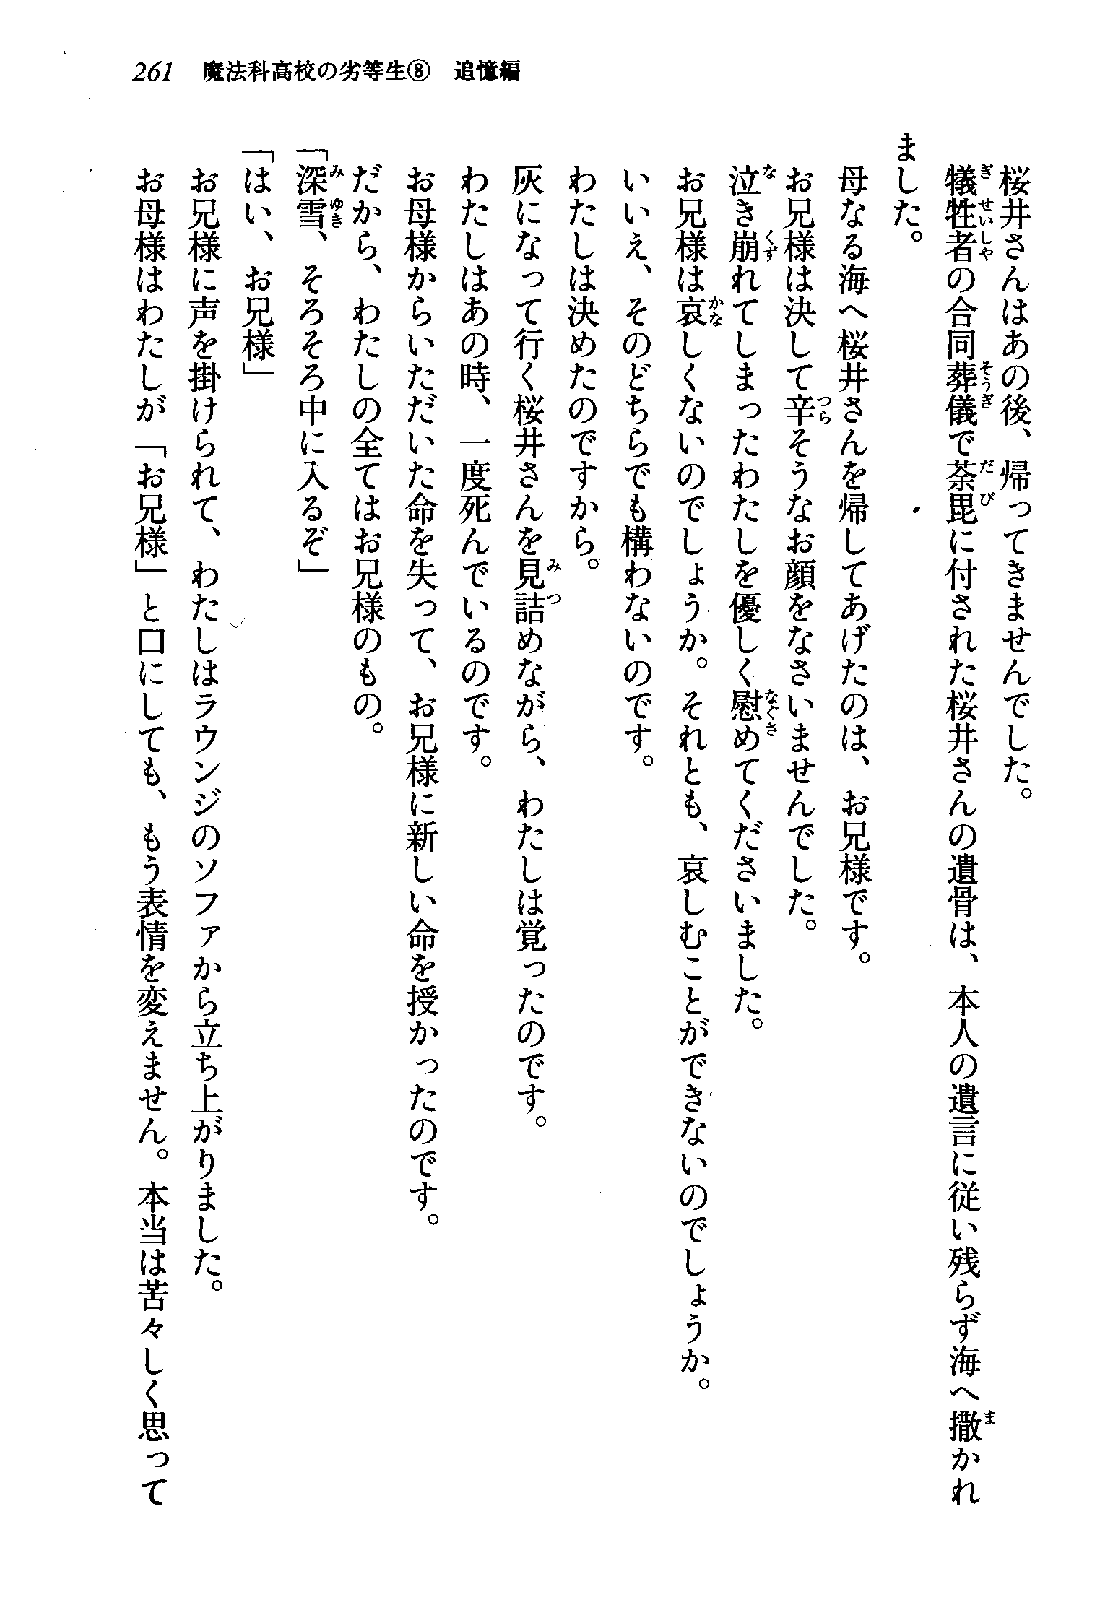 261 魔法科高校の劣等生⑧ 追憶編
桜井さんはあの後、帰ってきませんでした。
犠牲者の合同葬儀で荼毘に付された桜井さんの遺骨は、本人の遺言に従い残らず海へ撒かれ
ました。
母なる海へ桜井さんを帰してあげたのは、お兄様です。
お兄様は決して辛そうなお顔をなさいませんでした。
泣き崩れてしまったわたしを優しく慰めてくださいました。
お兄様は哀しくないのでしょうか。それとも、哀しむことができないのでしょうか。
いいえ、そのどちらでも構わないのです。
わたしは決めたのですから。
灰になって行く桜井さんを見詰めながら、わたしは覚ったのです。
わたしはあの時、一度死んでいるのです。
お母様からいただいた命を失って、お兄様に新しい命を授かったのです。
だから、わたしの全てはお兄様のもの。
「深雪、そろそろ中に入るぞ」
「はい、お兄様」
お兄様に声を掛けられて、わたしはラウンジのソファから立ち上がりました。
お母様はわたしが「お兄様」と口にしても、もう表情を変えません。本当は苦々しく思って